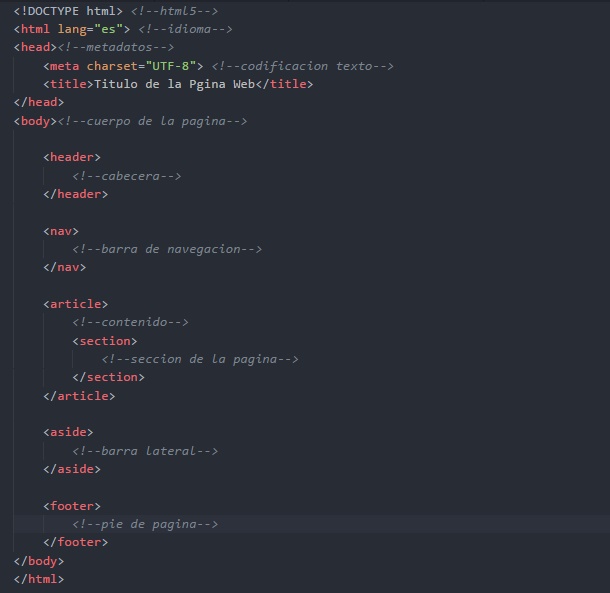 <!DOCTYPE html> <!--html5-->
<html lang="es"> <!--idioma-->
<head><!--metadatos-->
    <meta charset="UTF-8"> <!--codificacion texto-->
    <title>Titulo de la Pgina Web</title>
</head>
<body><!--cuerpo de la pagina-->

    <header>
        <!--cabecera-->
    </header>

    <nav>
        <!--barra de navegacion-->
    </nav>

    <article>
        <!--contenido-->
        <section>
            <!--seccion de la pagina-->
        </section>
    </article>

    <aside>
        <!--barra lateral-->
    </aside>

    <footer>
        <!--pie de pagina-->
    </footer>
</body>
</html>